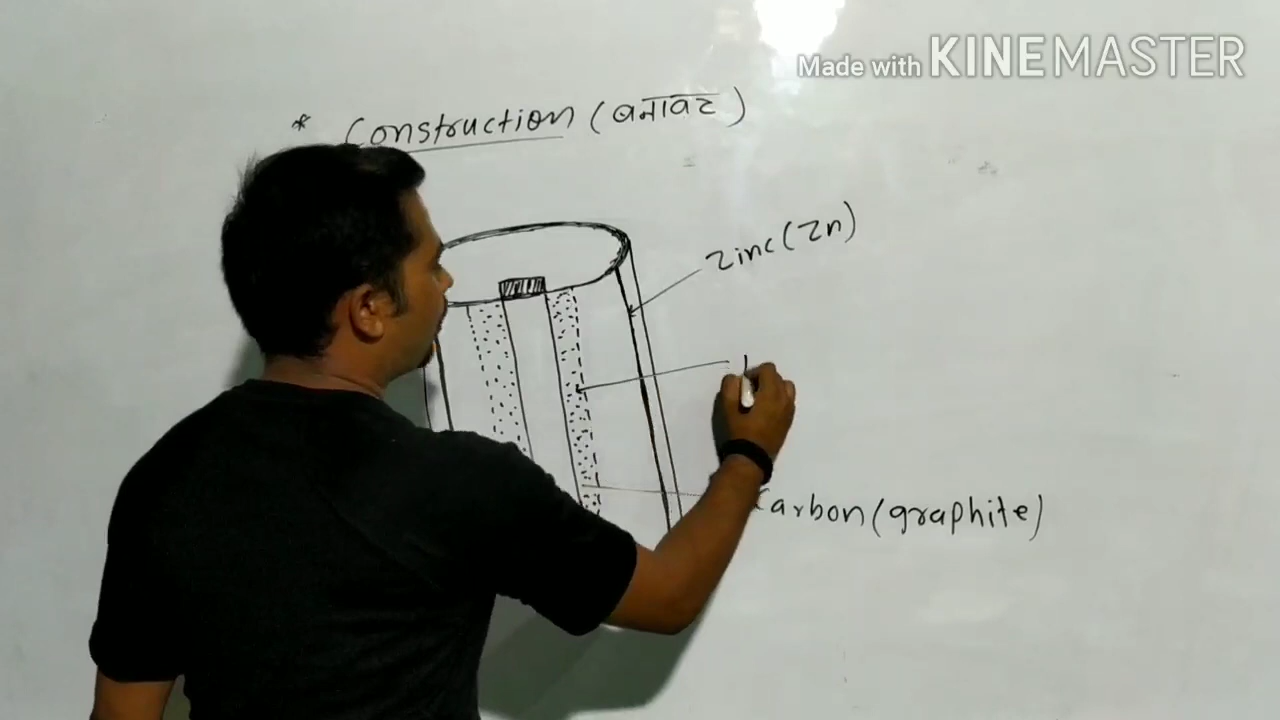 Made with KINEMASTER
* Construction (बनावट)
Zinc (Zn)
Carbon (graphite)